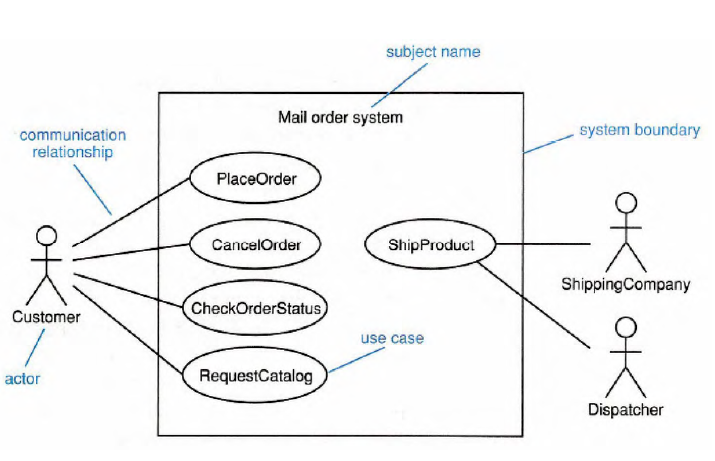 subject name
Mail order system
communication
relationship
system boundary
PlaceOrder
CancelOrder
ShipProduct
ShippingCompany
CheckOrderStatus
Customer
use case
RequestCatalog
actor
Dispatcher